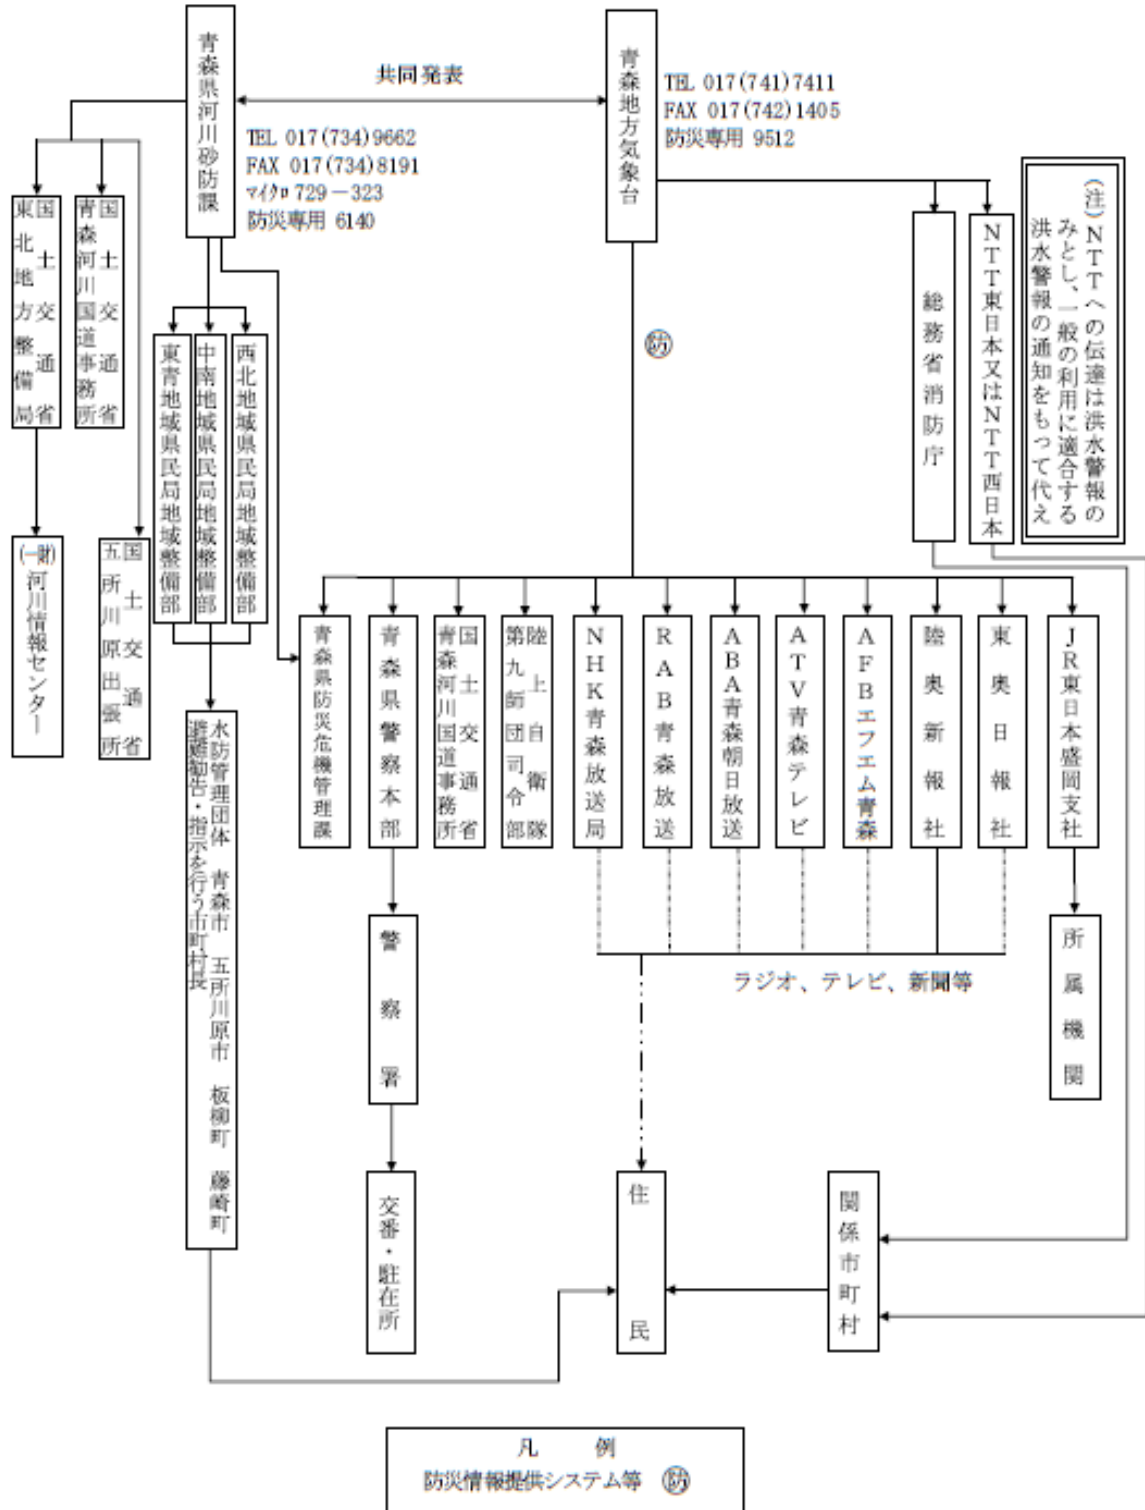 青森県河川砂防課
共同発表
青森地方気象台
TEL 017(734)9662
FAX 017(734)8191
マイクロ 729－323
防災専用 6140
TEL 017(741)7411
FAX 017(742)1405
防災専用 9512
(注)NTTへの伝達は洪水警報の
みとし、一般の利用に適合する
洪水警報の通知をもって代え
国土交通省
東北地方整備局
国土交通省
青森河川国道事務所
(一財)河川情報センター
国土交通省
五所川原出張所
東青地域県民局地域整備部
中南地域県民局地域整備部
西北地域県民局地域整備部
総務省消防庁
NTT東日本又はNTT西日本
防
青森県防災危機管理課
青森県警察本部
国土交通省
青森河川国道事務所
陸上自衛隊
第九師団司令部
NHK青森放送局
RAB青森放送
ABA青森朝日放送
ATV青森テレビ
AFBエフエム青森
陸奥新報社
東奥日報社
JR東日本盛岡支社
水防管理団体　青森市　五所川原市　板柳町　藤崎町
避難勧告・指示を行う市町村長
警察署
交番・駐在所
ラジオ、テレビ、新聞等
所属機関
住民
関係市町村
凡　例
防災情報提供システム等　防